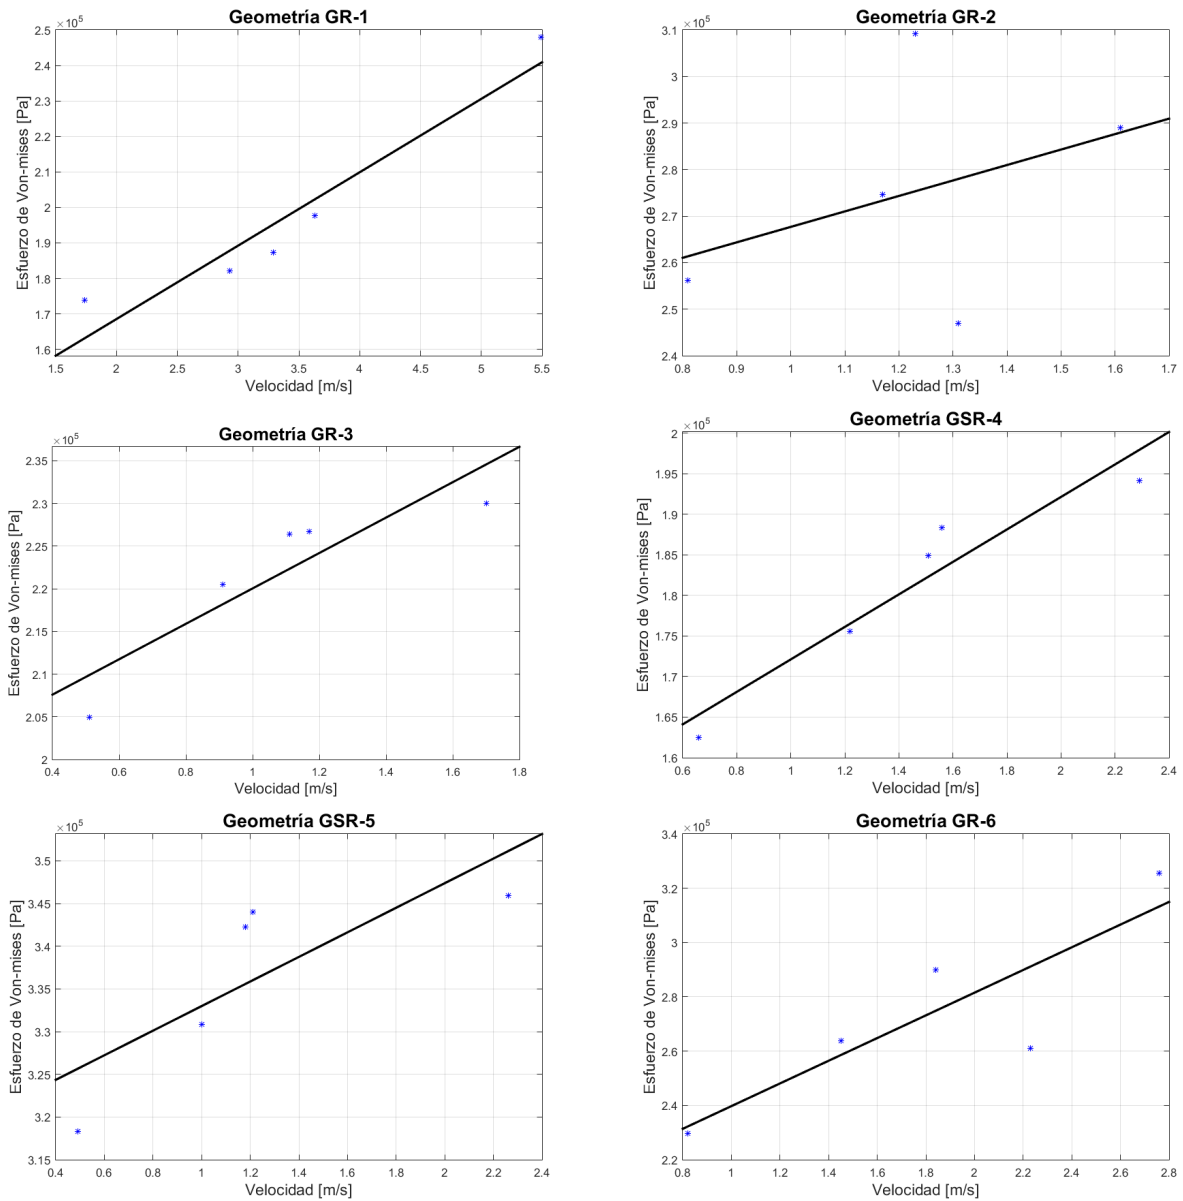 Geometría GR-1
×10⁵
2.5
2.4
2.3
2.2
2.1
2
1.9
1.8
1.7
1.6
Esfuerzo de Von-mises [Pa]
1.5 2 2.5 3 3.5 4 4.5 5 5.5
Velocidad [m/s]
Geometría GR-2
×10⁵
3.1
3
2.9
2.8
2.7
2.6
2.5
2.4
Esfuerzo de Von-mises [Pa]
0.8 0.9 1 1.1 1.2 1.3 1.4 1.5 1.6 1.7
Velocidad [m/s]
Geometría GR-3
×10⁵
2.35
2.3
2.25
2.2
2.15
2.1
2.05
2
Esfuerzo de Von-mises [Pa]
0.4 0.6 0.8 1 1.2 1.4 1.6 1.8
Velocidad [m/s]
Geometría GSR-4
×10⁵
2
1.95
1.9
1.85
1.8
1.75
1.7
1.65
1.6
Esfuerzo de Von-mises [Pa]
0.6 0.8 1 1.2 1.4 1.6 1.8 2 2.2 2.4
Velocidad [m/s]
Geometría GSR-5
×10⁵
3.5
3.45
3.4
3.35
3.3
3.25
3.2
3.15
Esfuerzo de Von-mises [Pa]
0.4 0.6 0.8 1 1.2 1.4 1.6 1.8 2 2.2 2.4
Velocidad [m/s]
Geometría GR-6
×10⁵
3.4
3.2
3
2.8
2.6
2.4
2.2
Esfuerzo de Von-mises [Pa]
0.8 1 1.2 1.4 1.6 1.8 2 2.2 2.4 2.6 2.8
Velocidad [m/s]